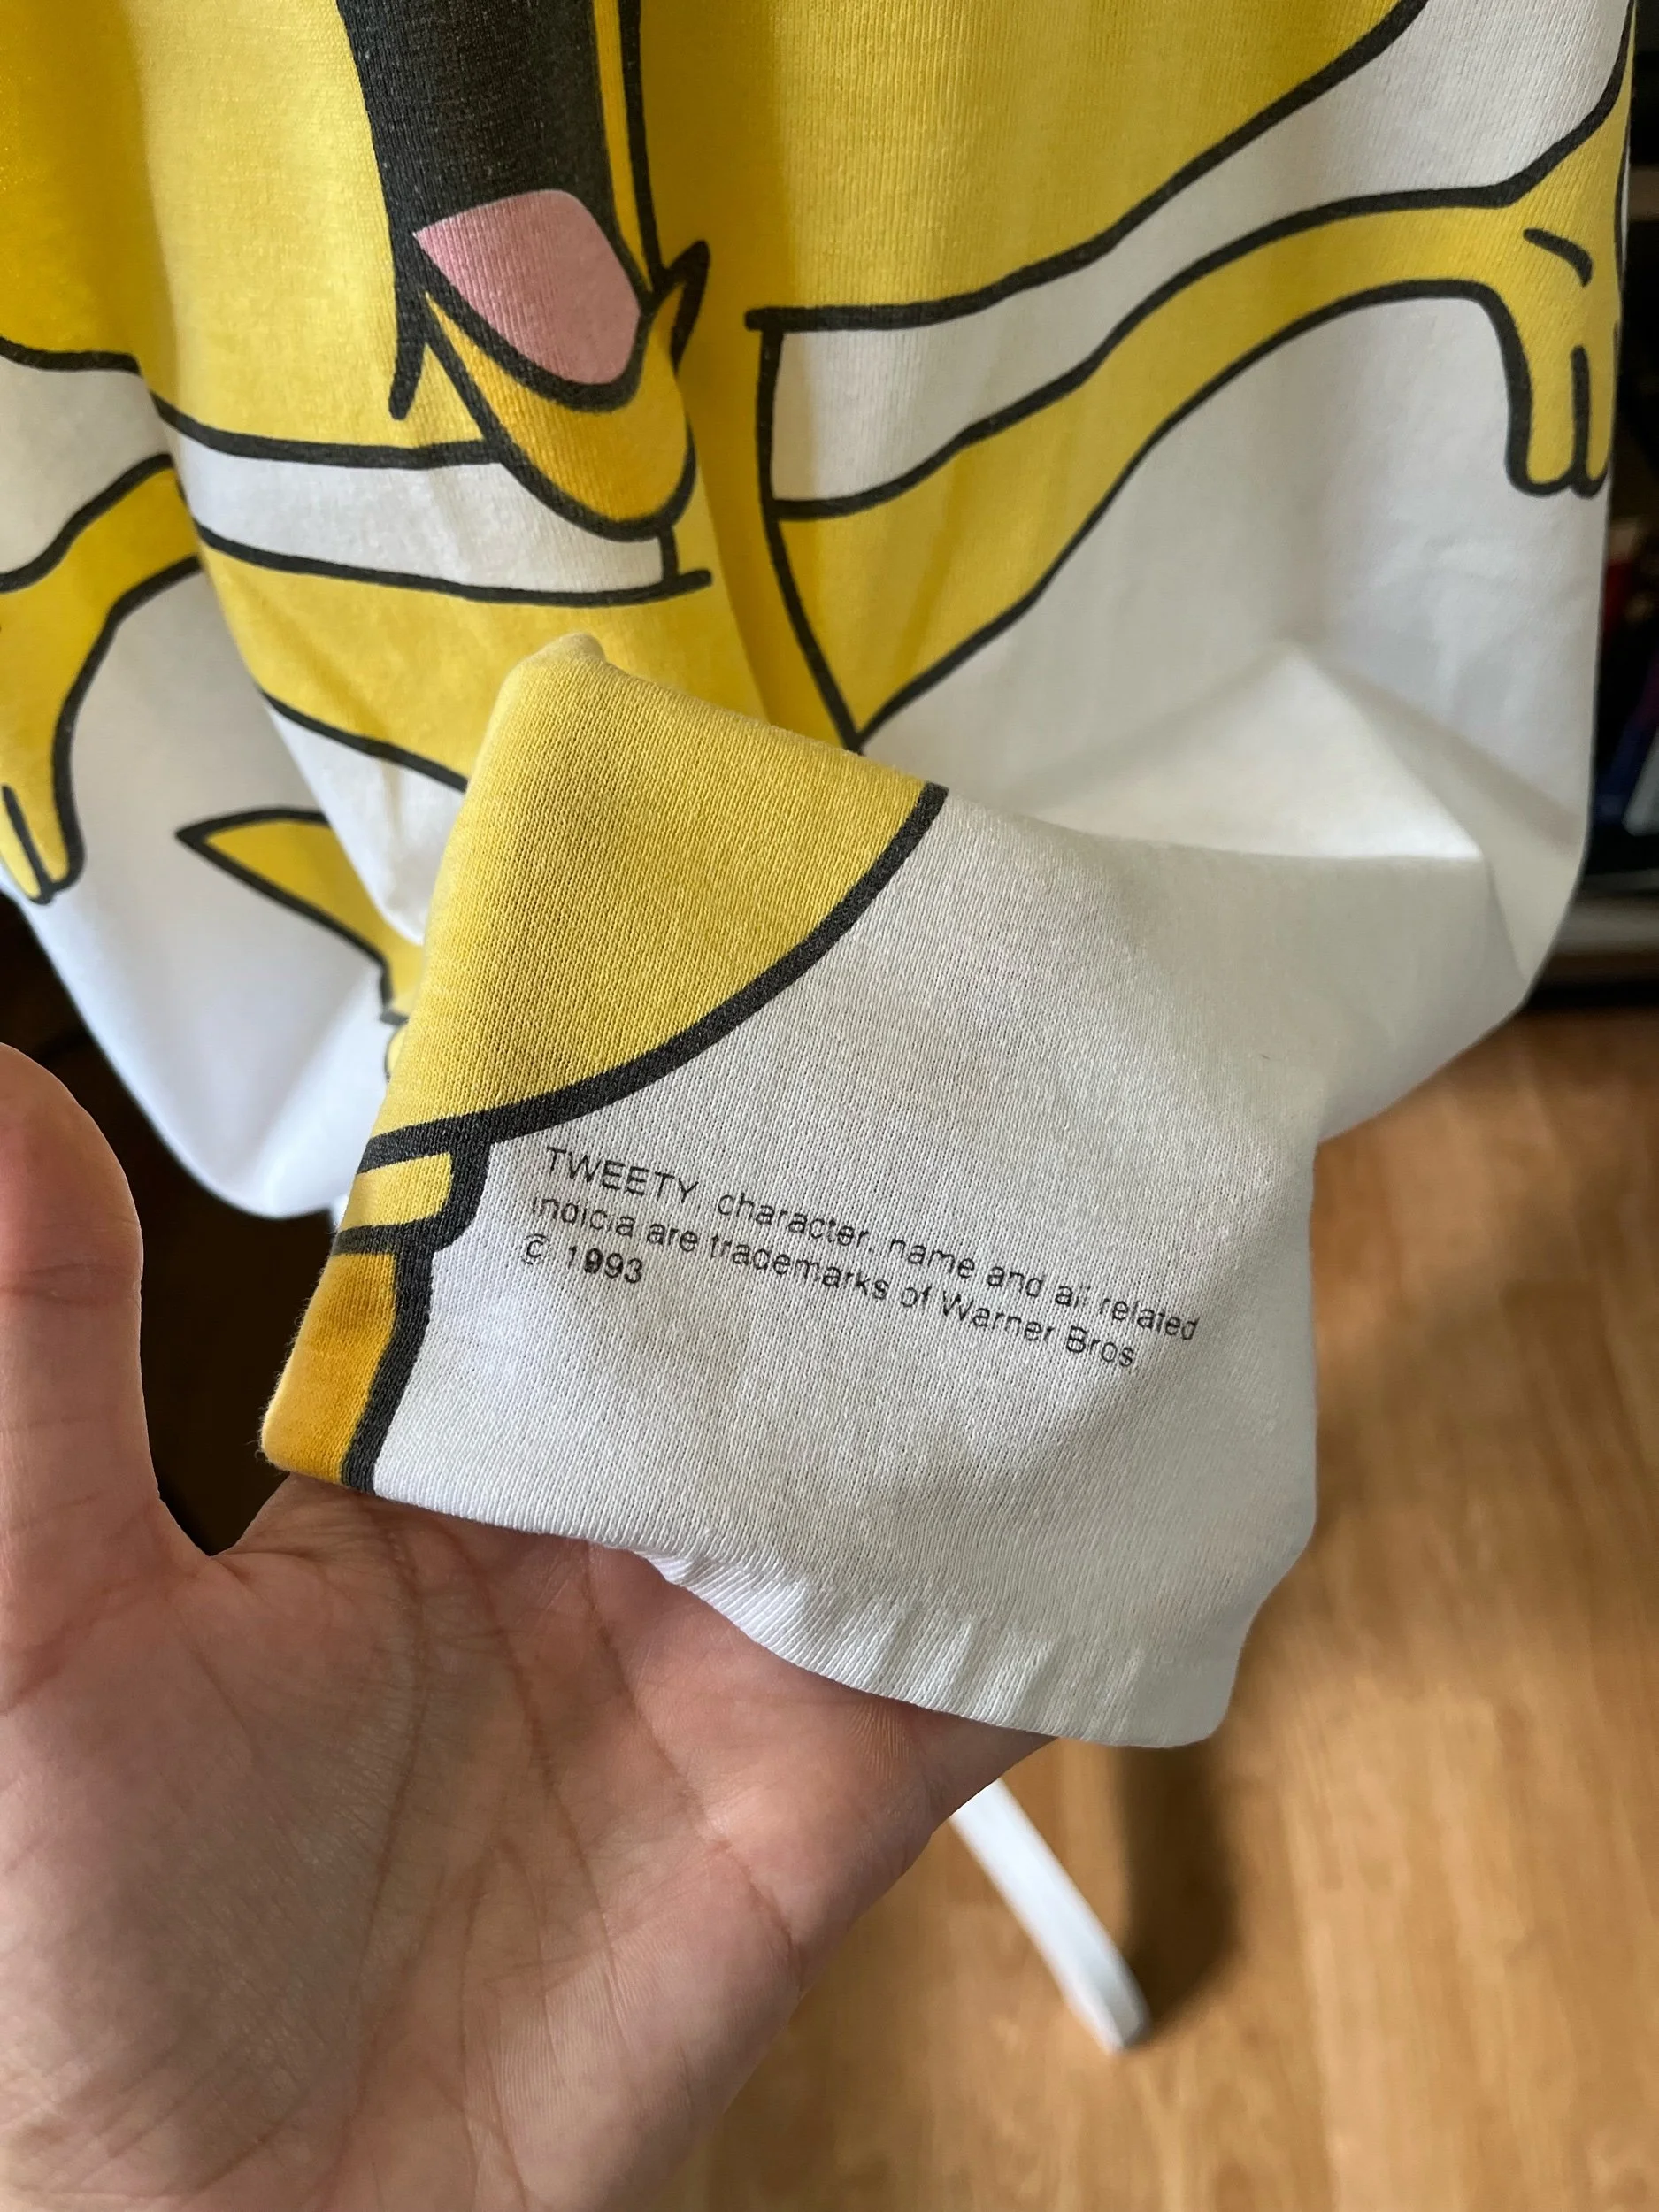 TWEETY, character, name and all related
indicia are trademarks of Warner Bros.
© 1993